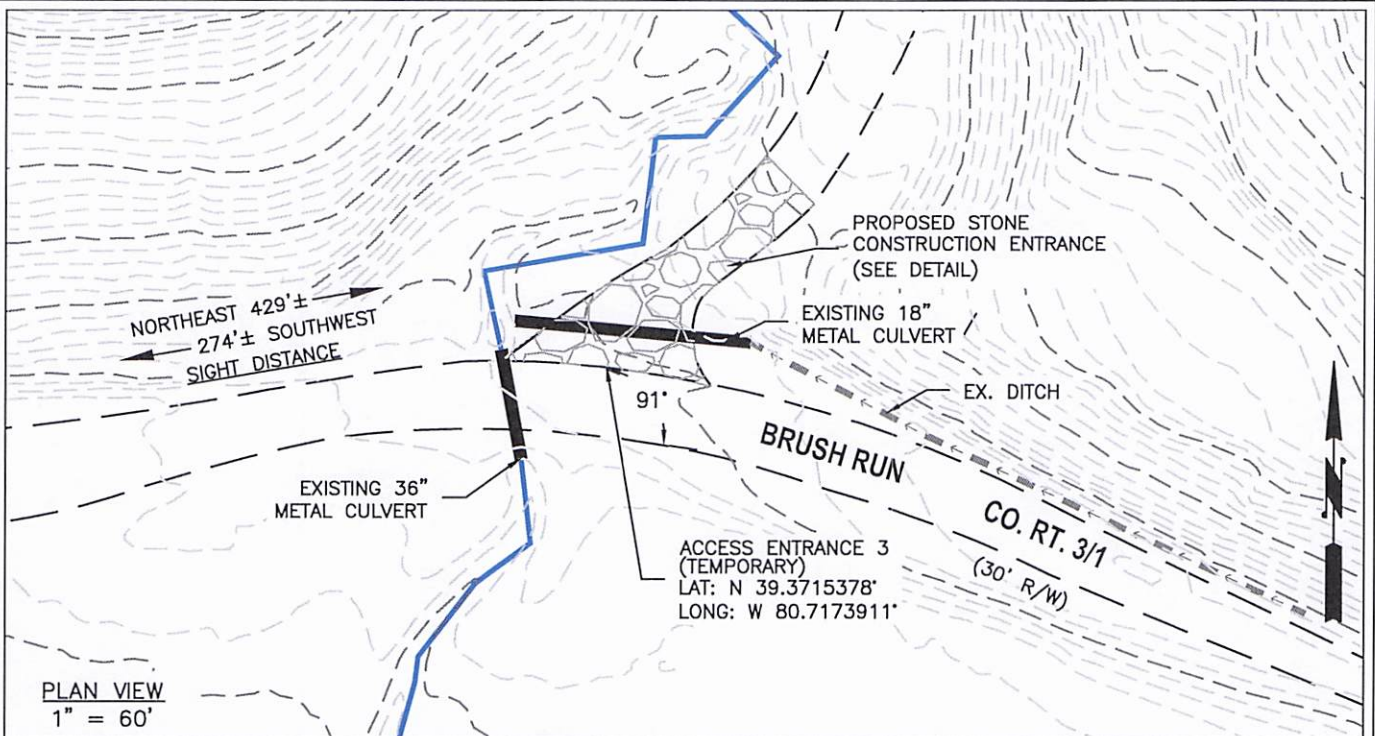 PROPOSED STONE
CONSTRUCTION ENTRANCE
(SEE DETAIL)
NORTHEAST 429'±
274'± SOUTHWEST
SIGHT DISTANCE
EXISTING 18"
METAL CULVERT
EX. DITCH
91°
BRUSH RUN
CO. RT. 3/1
(30' R/W)
EXISTING 36"
METAL CULVERT
ACCESS ENTRANCE 3
(TEMPORARY)
LAT: N 39.3715378°
LONG: W 80.7173911°
N
PLAN VIEW
1" = 60'